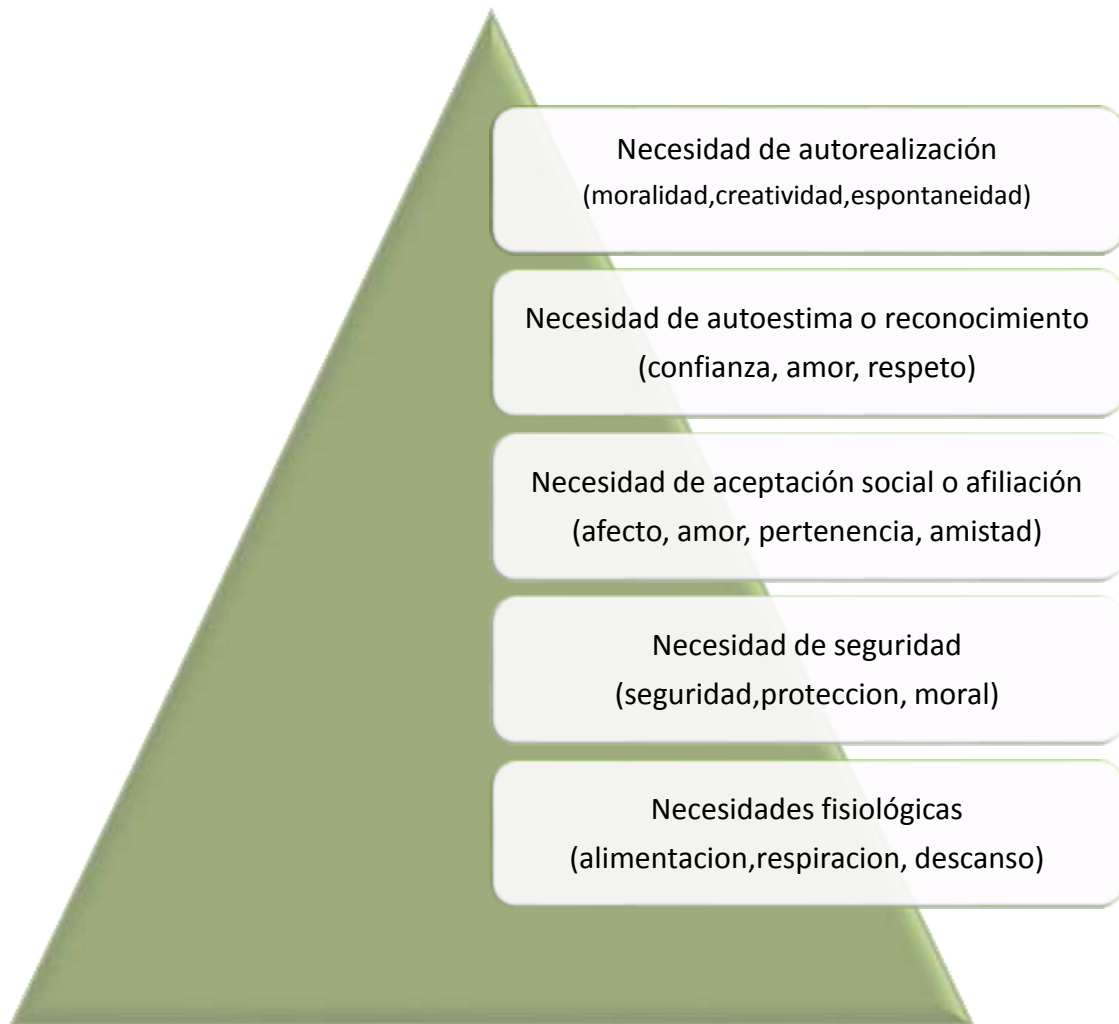 Necesidad de autorealización
(moralidad,creatividad,espontaneidad)
Necesidad de autoestima o reconocimiento
(confianza, amor, respeto)
Necesidad de aceptación social o afiliación
(afecto, amor, pertenencia, amistad)
Necesidad de seguridad
(seguridad,proteccion, moral)
Necesidades fisiológicas
(alimentacion,respiracion, descanso)